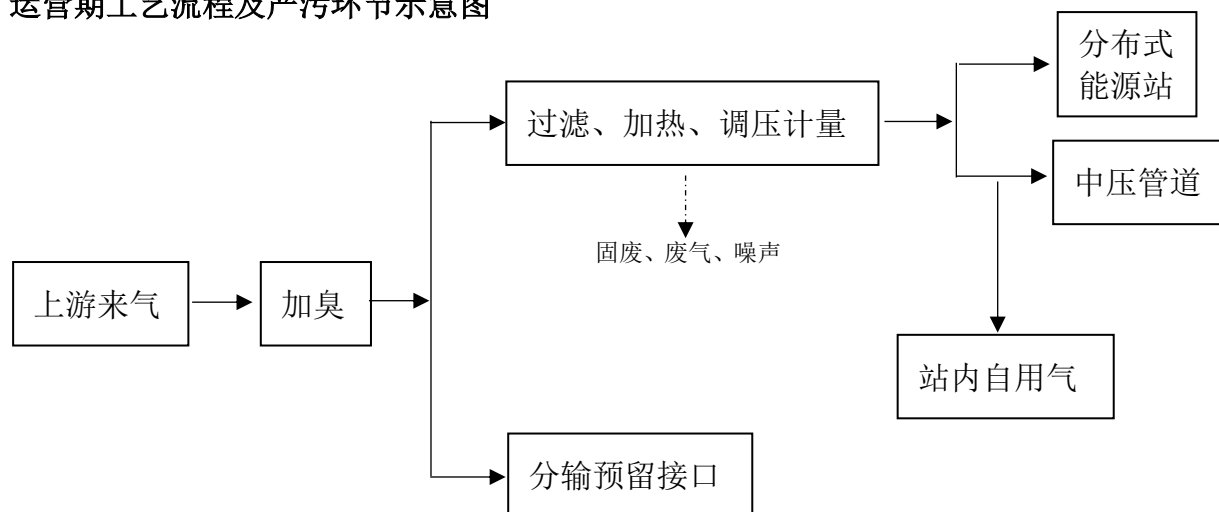 运营期工艺流程及产污环节示意图
分布式
能源站
过滤、加热、调压计量
中压管道
固废、废气、噪声
上游来气
加臭
站内自用气
分输预留接口